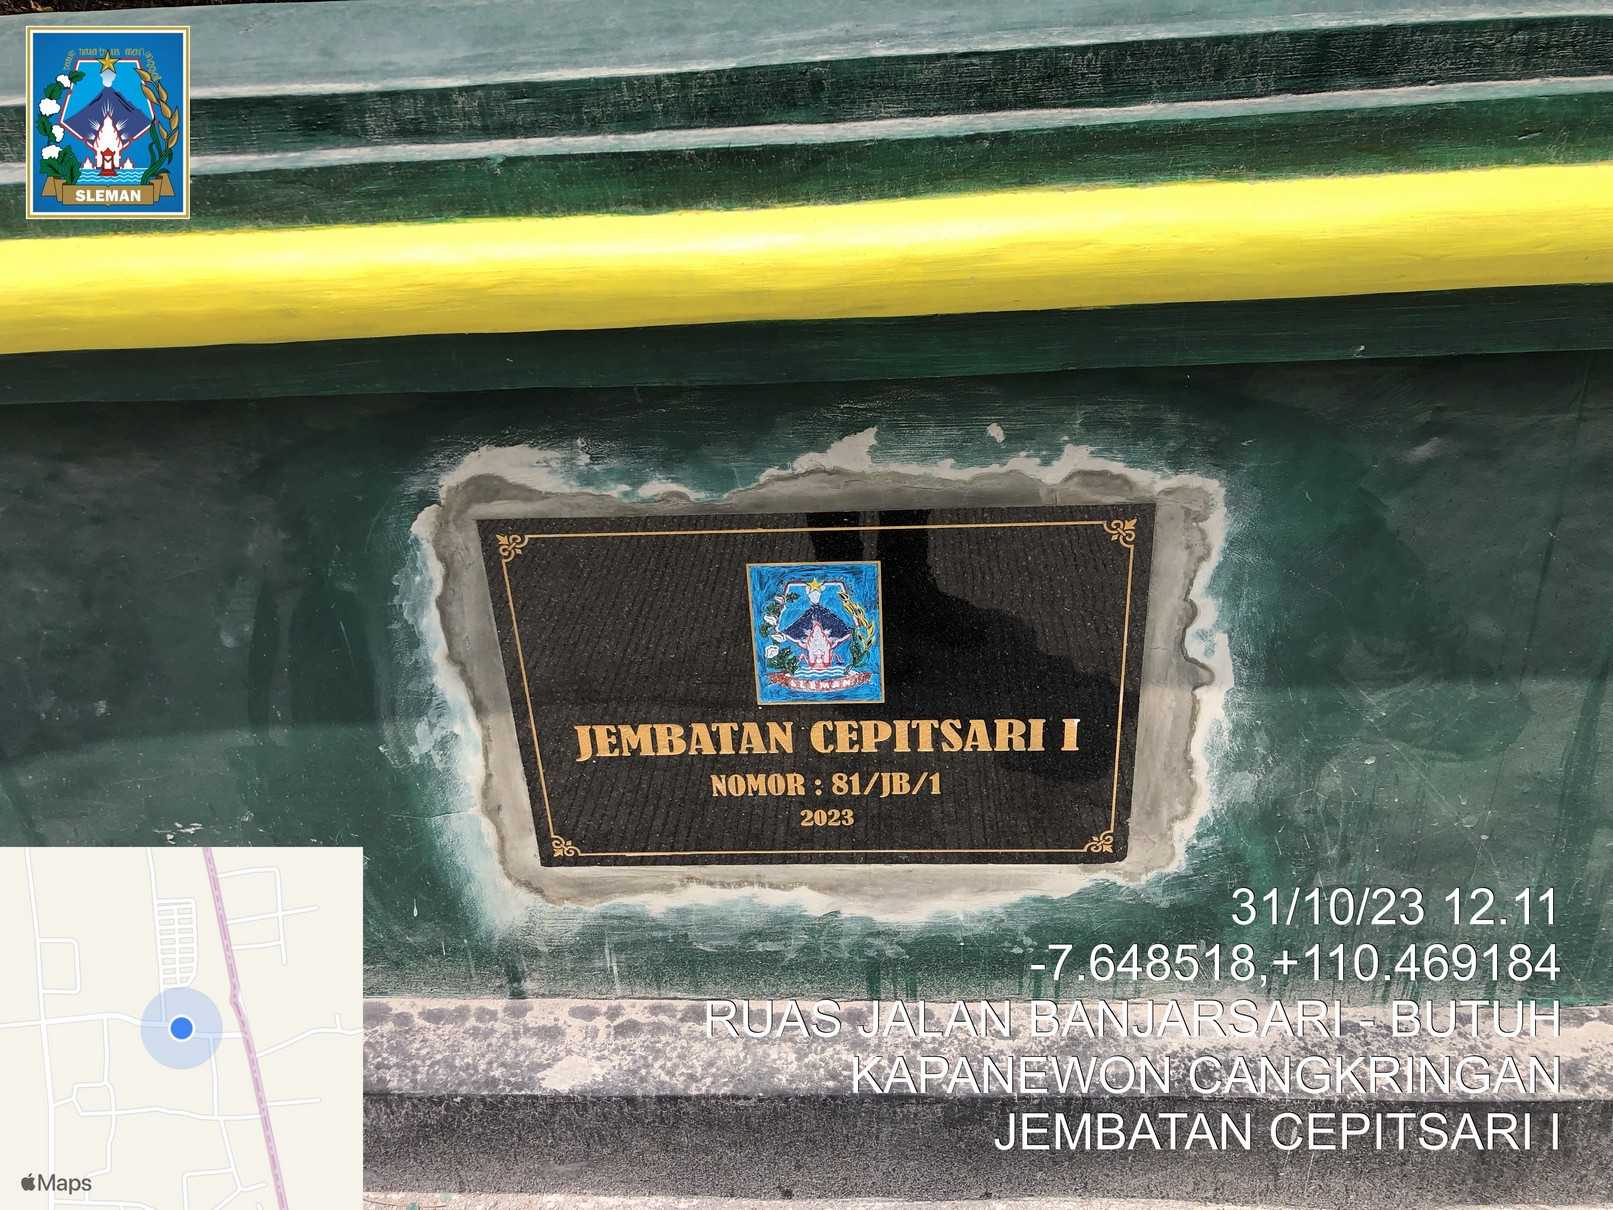 SLEMAN
SLEMAN
JEMBATAN CEPITSARI I
NOMOR : 81/JB/1
2023
31/10/23 12.11
-7.648518,+110.469184
RUAS JALAN BANJARSARI - BUTUH
KAPANEWON CANGKRINGAN
JEMBATAN CEPITSARI I
Maps